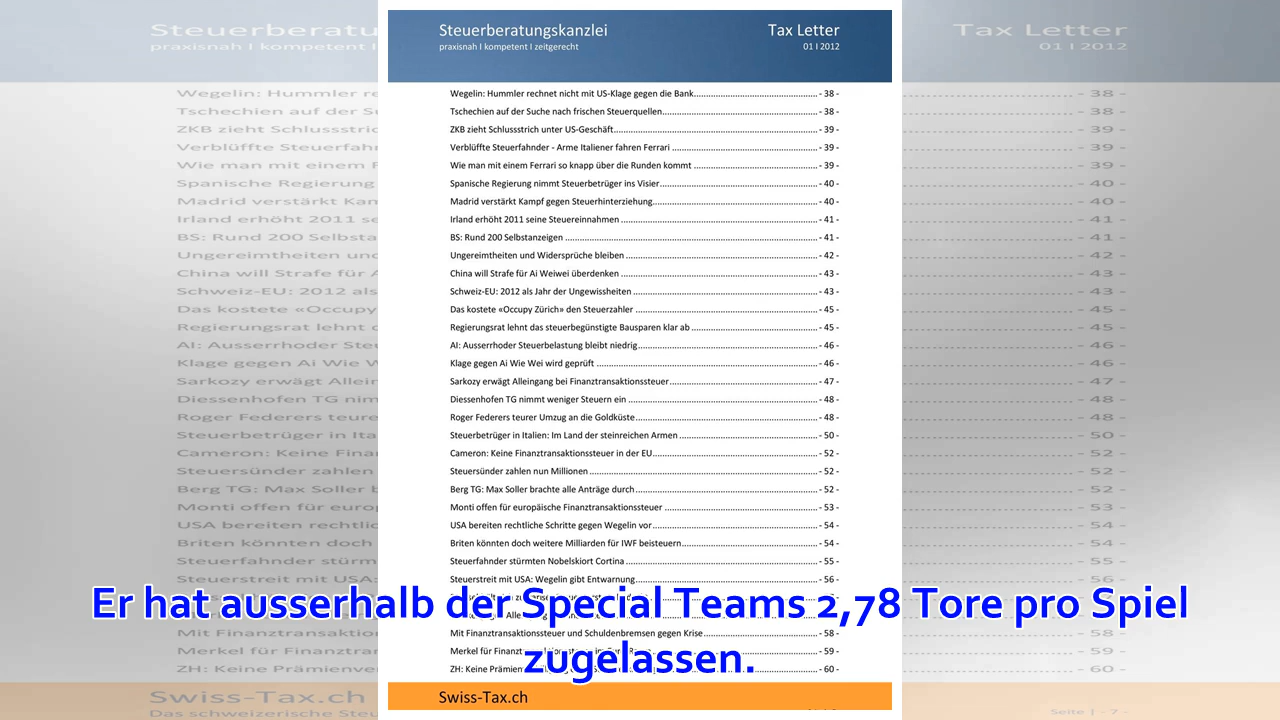 Steuerberatungskanzlei Tax Letter
praxisnah I kompetent I zeitgerecht 01 I 2012
Wegelin: Hummler rechnet nicht mit US-Klage gegen die Bank - 38 -
Tschechien auf der Suche nach frischen Steuerquellen - 38 -
ZKB zieht Schlussstrich unter US-Geschäft - 39 -
Verblüffte Steuerfahnder - Arme Italiener fahren Ferrari - 39 -
Wie man mit einem Ferrari so knapp über die Runden kommt - 39 -
Spanische Regierung nimmt Steuerbetrüger ins Visier - 40 -
Madrid verstärkt Kampf gegen Steuerhinterziehung - 40 -
Irland erhöht 2011 seine Steuereinnahmen - 41 -
BS: Rund 200 Selbstanzeigen - 41 -
Ungereimtheiten und Widersprüche bleiben - 42 -
China will Strafe für Ai Weiwei überdenken - 43 -
Schweiz-EU: 2012 als Jahr der Ungewissheiten - 43 -
Das kostete «Occupy Zürich» den Steuerzahler - 45 -
Regierungsrat lehnt das steuerbegünstigte Bausparen klar ab - 45 -
AI: Ausserrhoder Steuerbelastung bleibt niedrig - 46 -
Klage gegen Ai Wie Wei wird geprüft - 46 -
Sarkozy erwägt Alleingang bei Finanztransaktionssteuer - 47 -
Diessenhofen TG nimmt weniger Steuern ein - 48 -
Roger Federers teurer Umzug an die Goldküste - 48 -
Steuerbetrüger in Italien: Im Land der steinreichen Armen - 50 -
Cameron: Keine Finanztransaktionssteuer in der EU - 52 -
Steuersünder zahlen nun Millionen - 52 -
Berg TG: Max Soller brachte alle Anträge durch - 52 -
Monti offen für europäische Finanztransaktionssteuer - 53 -
USA bereiten rechtliche Schritte gegen Wegelin vor - 54 -
Briten könnten doch weitere Milliarden für IWF beisteuern - 54 -
Steuerfahnder stürmten Nobelskiort Cortina - 55 -
Steuerstreit mit USA: Wegelin gibt Entwarnung - 56 -
Er hat ausserhalb der Special Teams 2,78 Tore pro Spiel
zugelassen.
Mit Finanztransaktionssteuer und Schuldenbremsen gegen Krise - 58 -
Merkel für - 59 -
ZH: Keine - 60 -
Swiss-Tax.ch